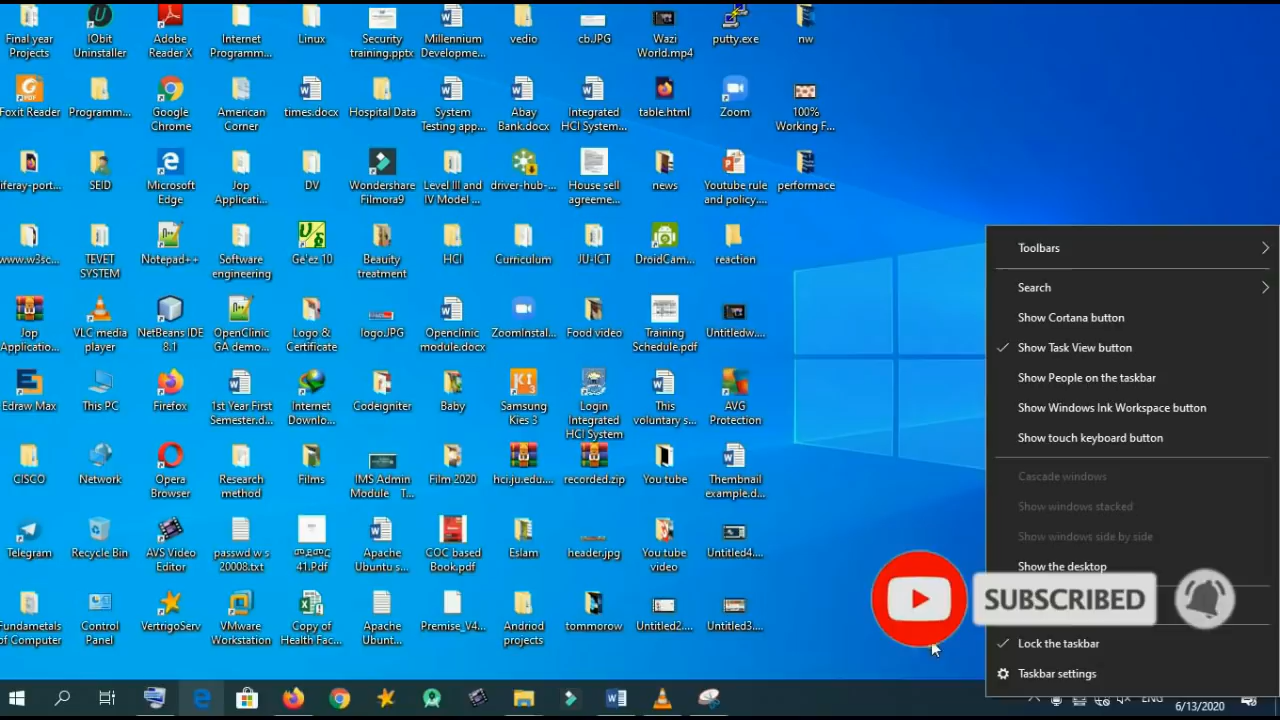 Final year
Projects
IObit
Uninstaller
Adobe
Reader X
Internet
Programm...
Linux
Security
training.pptx
Millennium
Developme...
vedio
cb.JPG
Wazi
World.mp4
putty.exe
nw
Foxit Reader
Programm...
Google
Chrome
American
Corner
times.docx
Hospital Data
System
Testing app...
Abay
Bank.docx
Integrated
HCI System...
table.html
Zoom
100%
Working F...
iferay-port...
SEID
Microsoft
Edge
Jop
Applicati...
DV
Wondershare
Filmora9
Level III and
IV Model ...
driver-hub-...
House sell
agreeme...
news
Youtube rule
and policy....
performace
www.w3sc...
TEVET
SYSTEM
Notepad++
Software
engineering
Ge'ez 10
Beauity
treatment
HCI
Curriculum
JU-ICT
DroidCam...
reaction
Jop
Applicatio...
VLC media
player
NetBeans IDE
8.1
OpenClinic
GA demo...
Logo &
Certificate
logo.JPG
Openclinic
module.docx
ZoomInstal...
Food video
Training
Schedule.pdf
Untitledw....
Edraw Max
This PC
Firefox
1st Year First
Semester.d...
Internet
Downlo...
Codeigniter
Baby
Samsung
Kies 3
Login
Integrated
HCI System
This
voluntary s...
AVG
Protection
CISCO
Network
Opera
Browser
Research
method
Films
IMS Admin
Module T...
Film 2020
hci.ju.edu....
recorded.zip
You tube
Thembnail
example.d...
Telegram
Recycle Bin
AVS Video
Editor
passwd w s
20008.txt
41.Pdf
Apache
Ubuntu s...
COC based
Book.pdf
Eslam
header.jpg
You tube
video
Untitled4....
Fundametals
of Computer
Control
Panel
VertrigoServ
VMware
Workstation
Copy of
Health Fac...
Apache
Ubunt...
Premise_V4...
Andriod
projects
tommorow
Untitled2....
Untitled3....
Toolbars
Search
Show Cortana button
Show Task View button
Show People on the taskbar
Show Windows Ink Workspace button
Show touch keyboard button
Cascade windows
Show windows stacked
Show windows side by side
Show the desktop
SUBSCRIBED
Lock the taskbar
Taskbar settings
ENG
6/13/2020